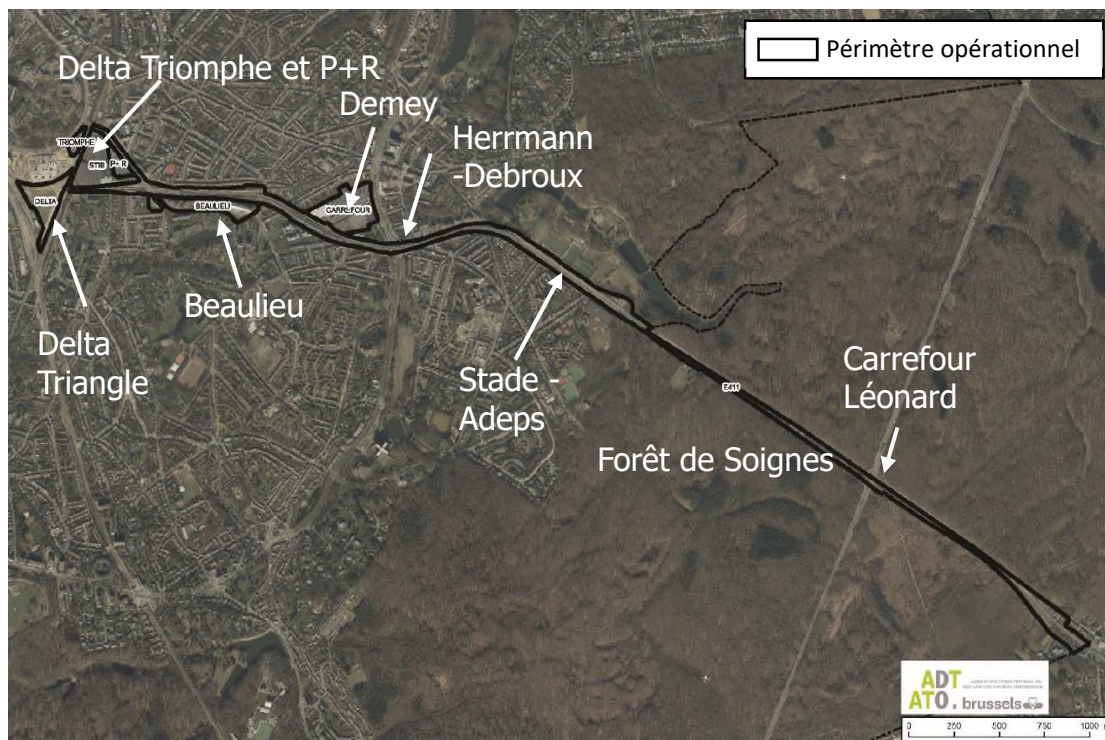 Périmètre opérationnel
Delta Triomphe et P+R
Demey
Herrmann
-Debroux
TRIOMPHE
STIB
P+R
DELTA
BEAULIEU
CARREFOUR
Beaulieu
Delta
Triangle
Stade -
Adeps
E411
Carrefour
Léonard
Forêt de Soignes
ADT
ATO.brussels
0 250 500 750 1000